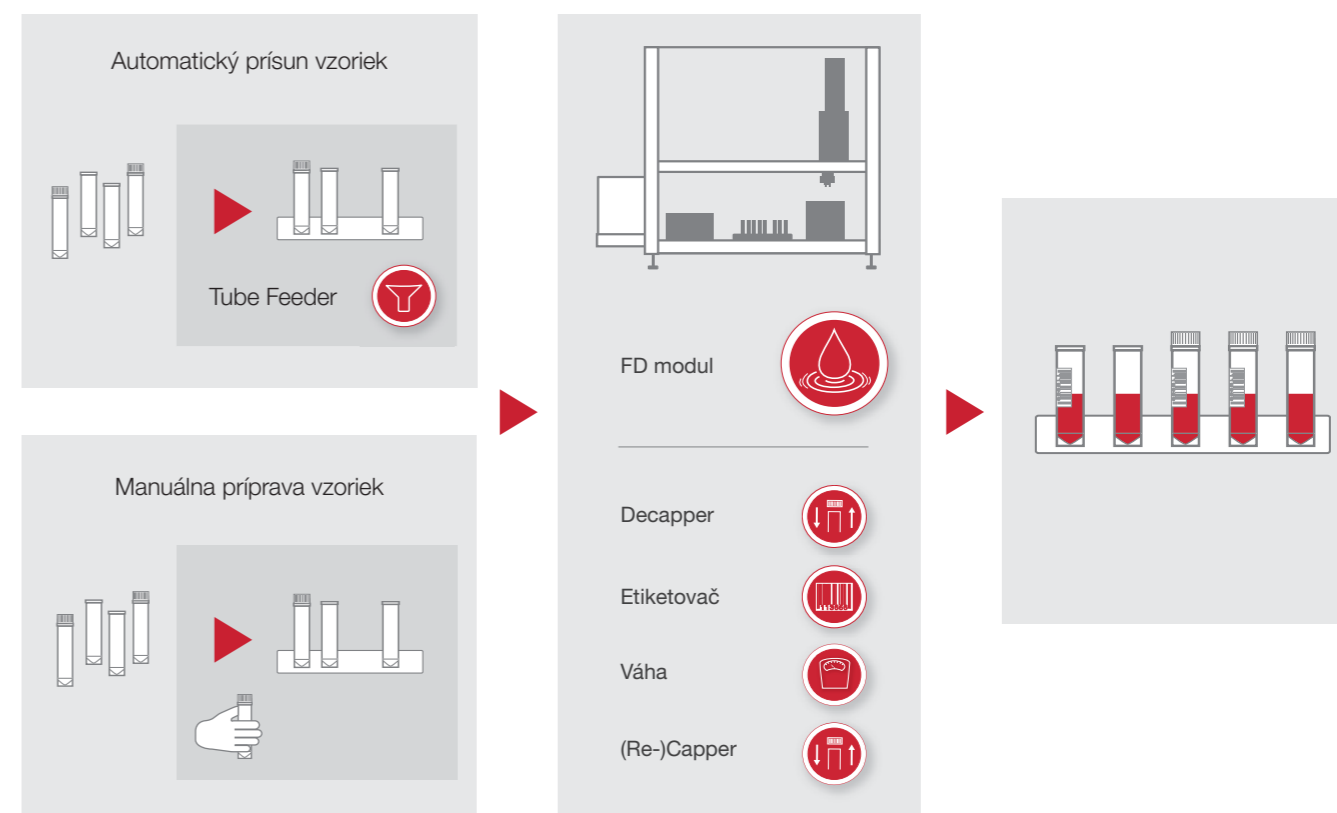 Automatický prísun vzoriek
Tube Feeder
Manuálna príprava vzoriek
FD modul
Decapper
Etiketovač
Váha
(Re-)Capper